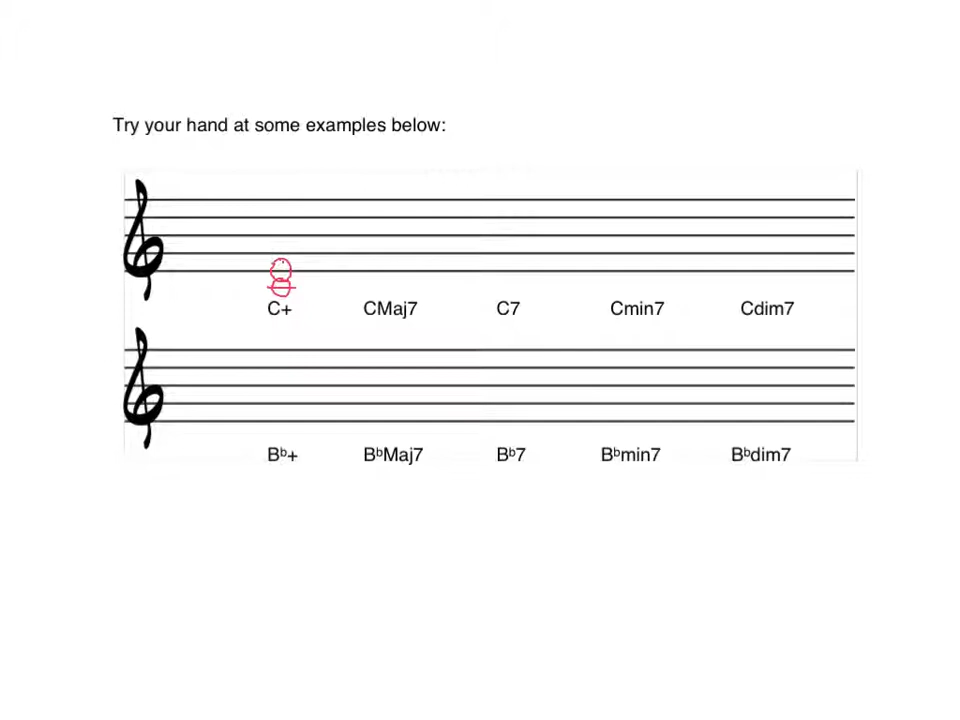 Try your hand at some examples below:
C+ CMaj7 C7 Cmin7 Cdim7
B♭+ B♭Maj7 B♭7 B♭min7 B♭dim7